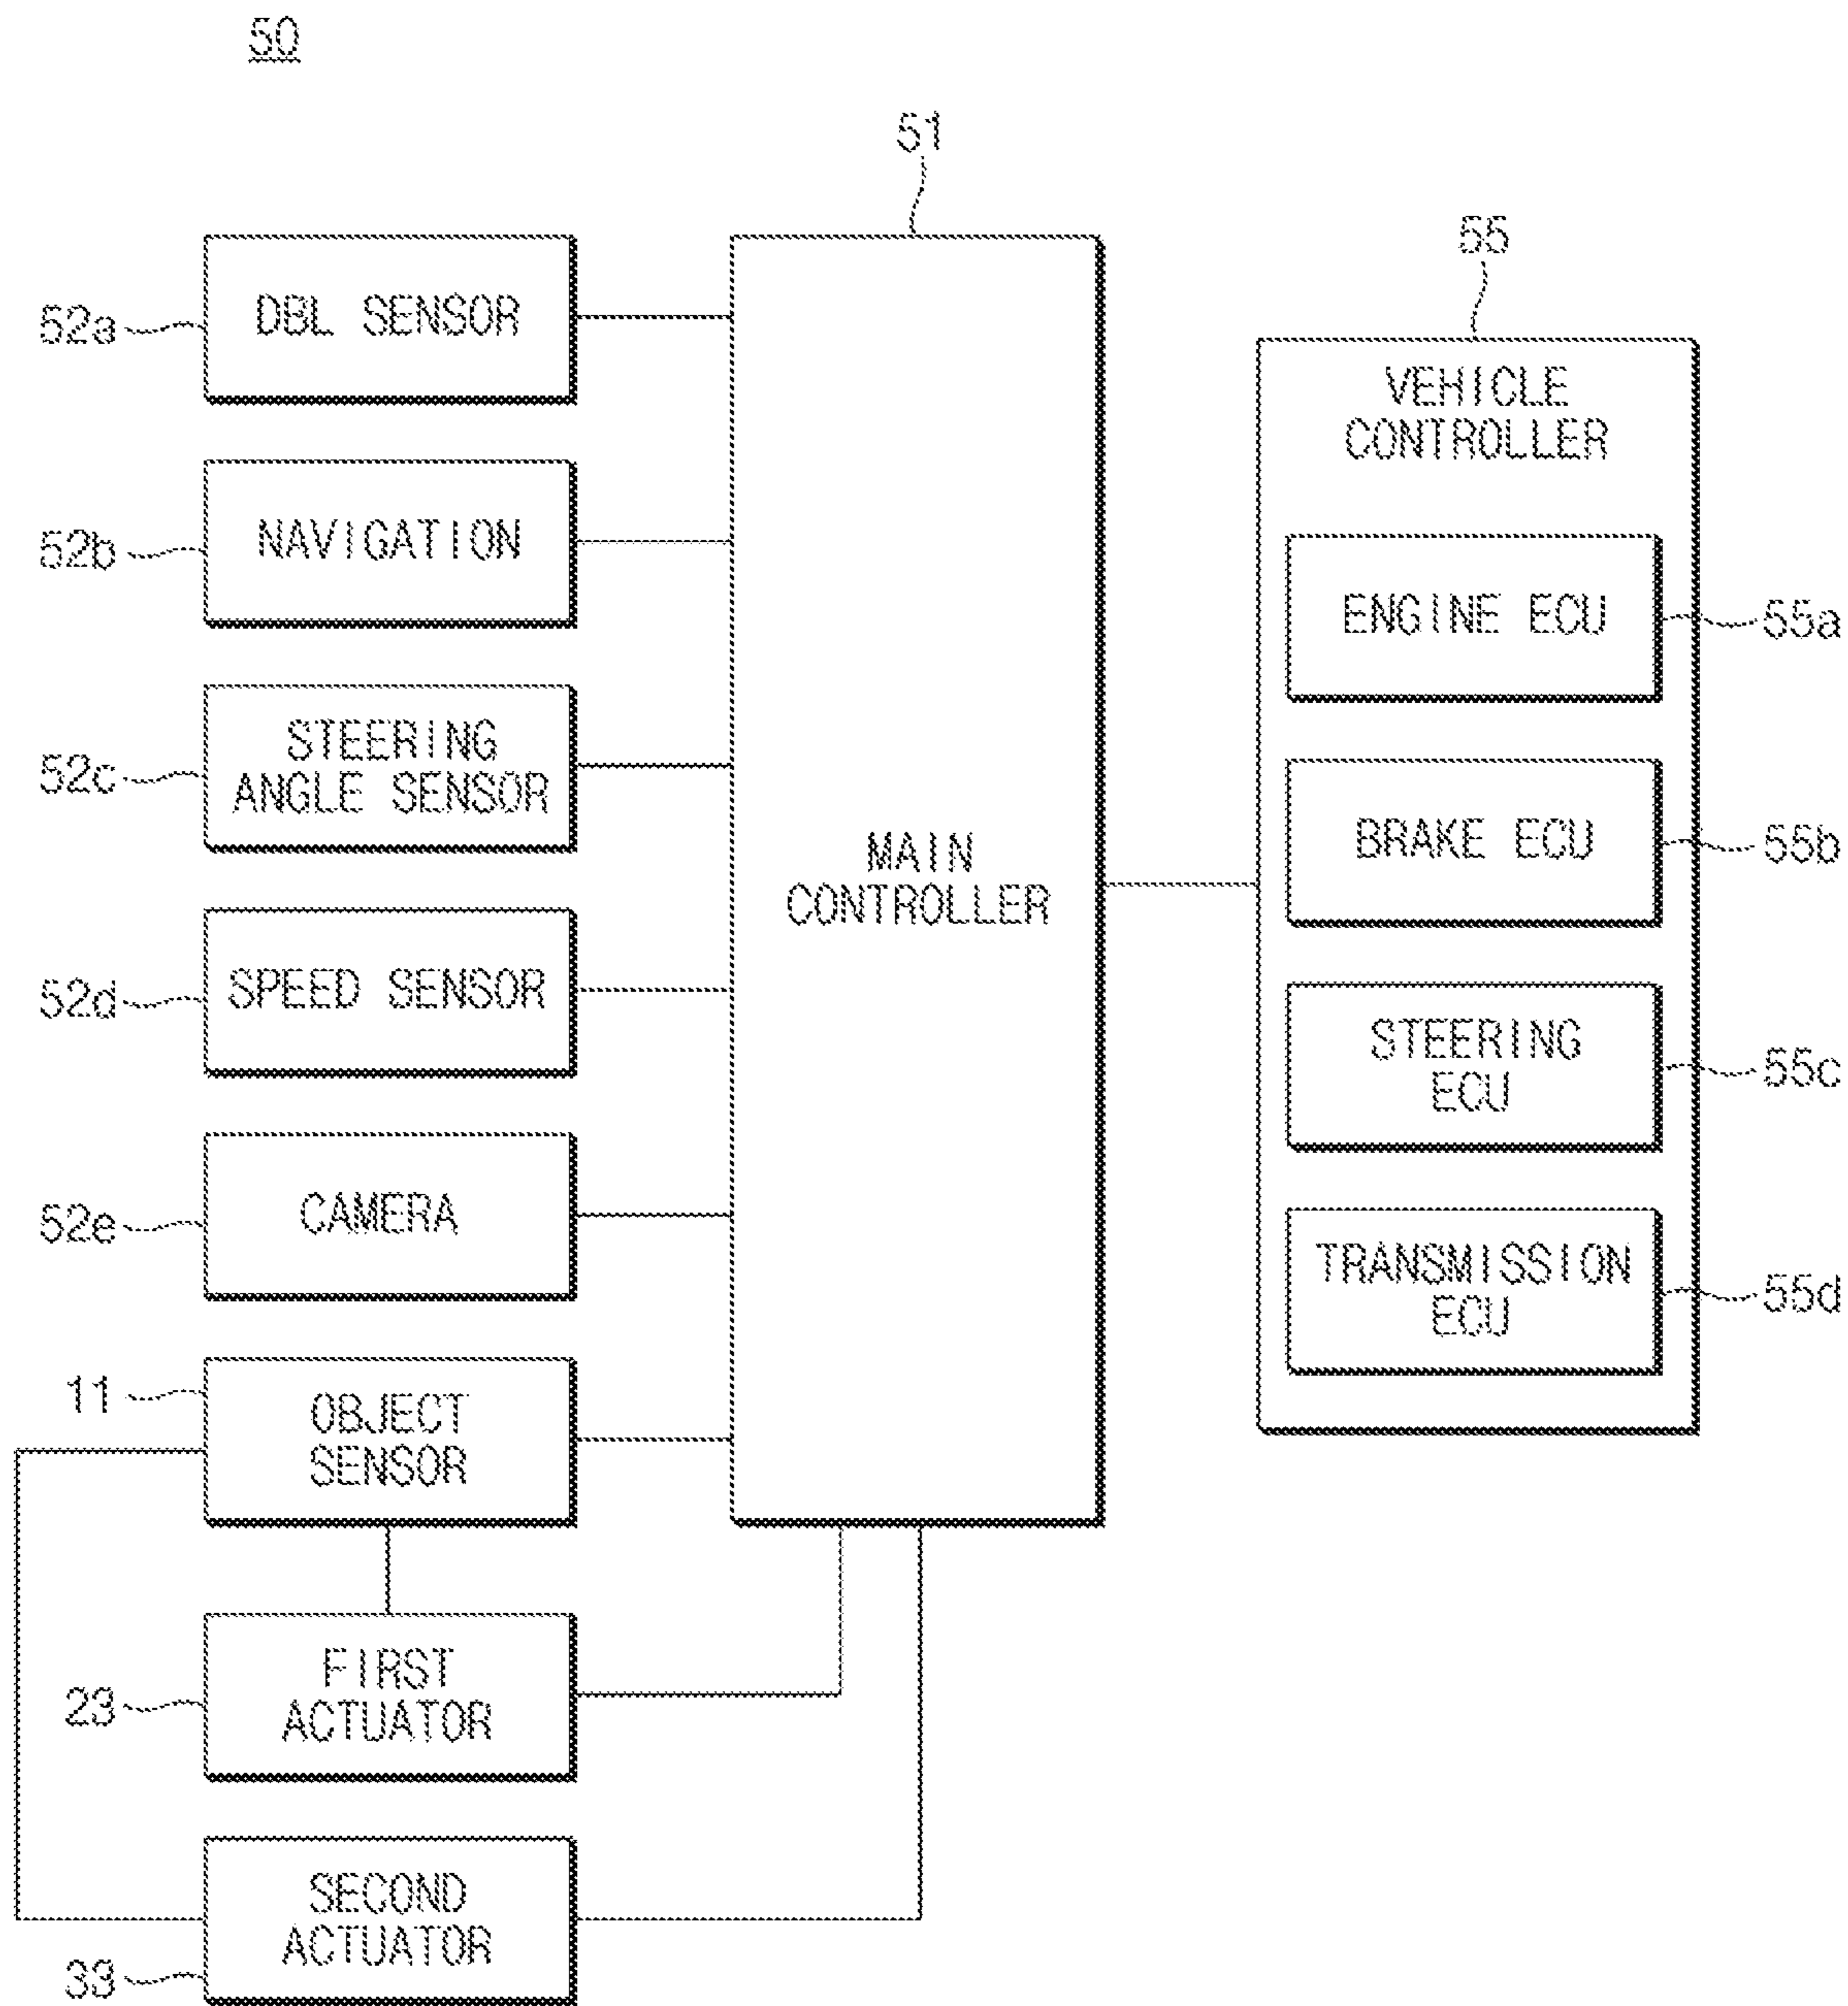 50
51
52a
DBL SENSOR
52b
NAVIGATION
52c
STEERING
ANGLE SENSOR
52d
SPEED SENSOR
52e
CAMERA
11
OBJECT
SENSOR
23
FIRST
ACTUATOR
33
SECOND
ACTUATOR
MAIN
CONTROLLER
55
VEHICLE
CONTROLLER
ENGINE ECU
55a
BRAKE ECU
55b
STEERING
ECU
55c
TRANSMISSION
ECU
55d